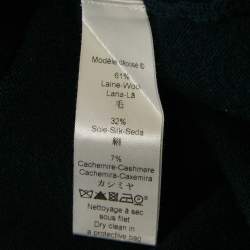 Modèle déposé ©
61%
Laine-Wool
Lana-Lã
毛
32%
Soie-Silk-Seda
絹
7%
Cachemire-Cashmere
Cachemira-Caxemira
カシミヤ
Nettoyage à sec
sous filet
Dry clean in
a protective bag